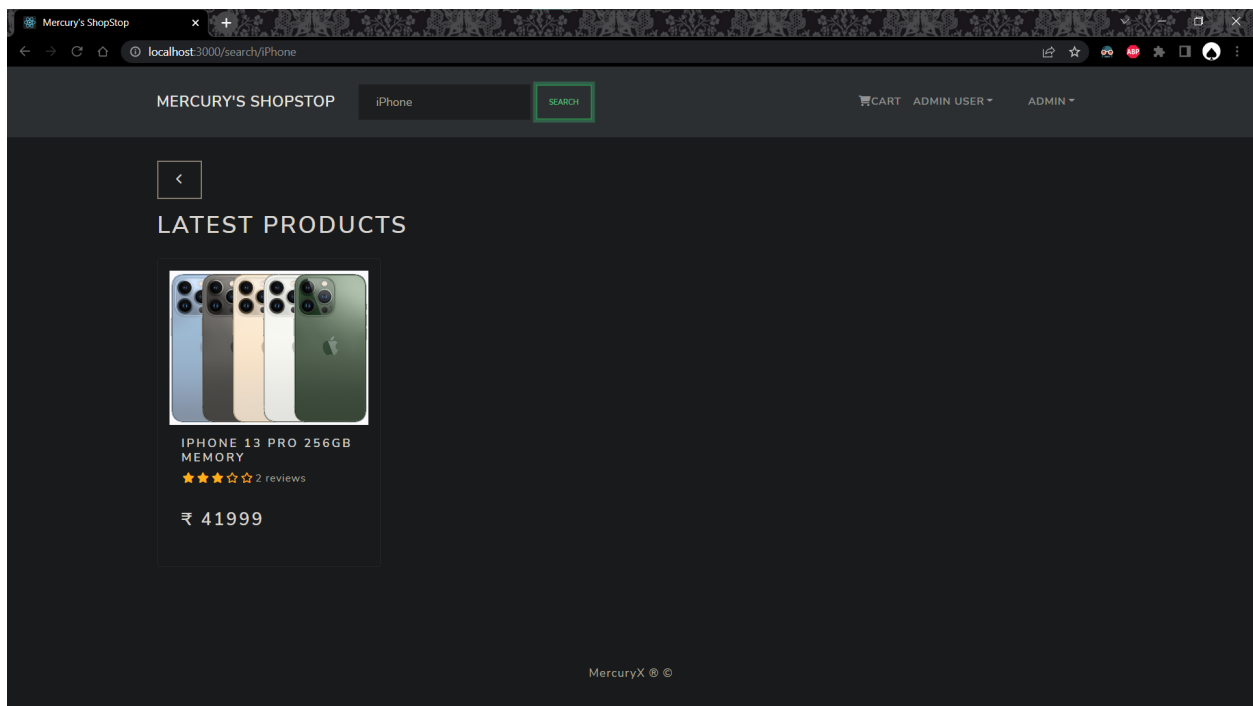 Mercury's ShopStop
localhost:3000/search/iPhone
ABP
MERCURY'S SHOPSTOP
iPhone
SEARCH
CART
ADMIN USER
ADMIN
LATEST PRODUCTS
IPHONE 13 PRO 256GB
MEMORY
2 reviews
₹ 41999
MercuryX ® ©